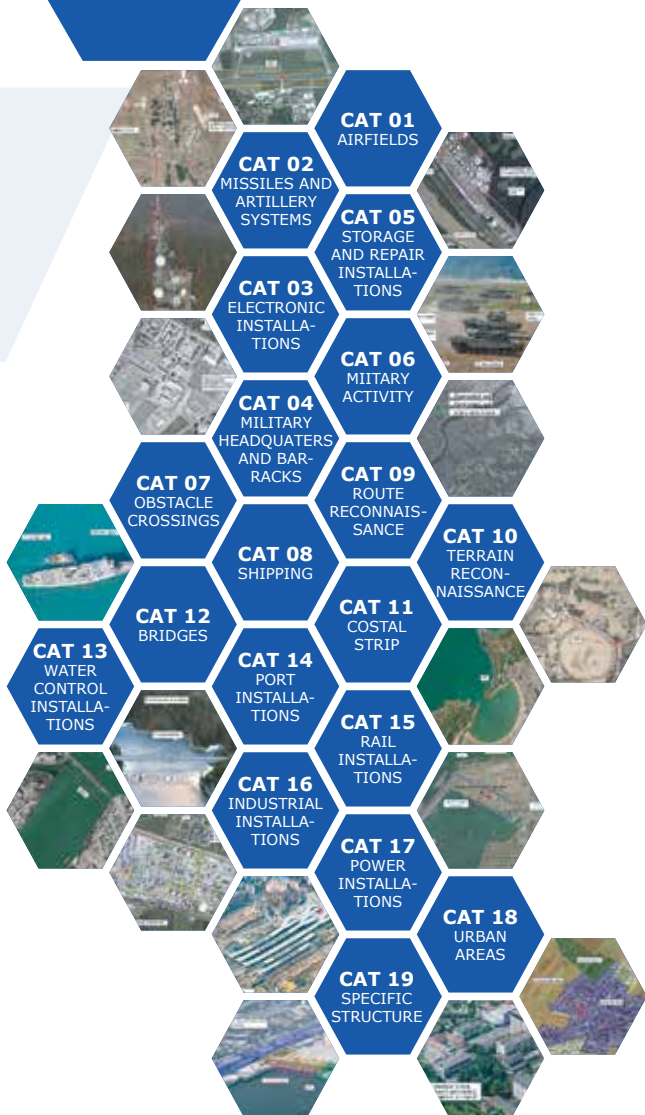 CAT 01
AIRFIELDS
CAT 02
MISSILES AND
ARTILLERY
SYSTEMS
CAT 05
STORAGE
AND REPAIR
INSTALLA-
TIONS
CAT 03
ELECTRONIC
INSTALLA-
TIONS
CAT 06
MIITARY
ACTIVITY
CAT 04
MILITARY
HEADQUATERS
AND BAR-
RACKS
CAT 07
OBSTACLE
CROSSINGS
CAT 09
ROUTE
RECONNAIS-
SANCE
CAT 08
SHIPPING
CAT 10
TERRAIN
RECON-
NAISSANCE
CAT 12
BRIDGES
CAT 11
COSTAL
STRIP
CAT 13
WATER
CONTROL
INSTALLA-
TIONS
CAT 14
PORT
INSTALLA-
TIONS
CAT 15
RAIL
INSTALLA-
TIONS
CAT 16
INDUSTRIAL
INSTALLA-
TIONS
CAT 17
POWER
INSTALLA-
TIONS
CAT 18
URBAN
AREAS
CAT 19
SPECIFIC
STRUCTURE